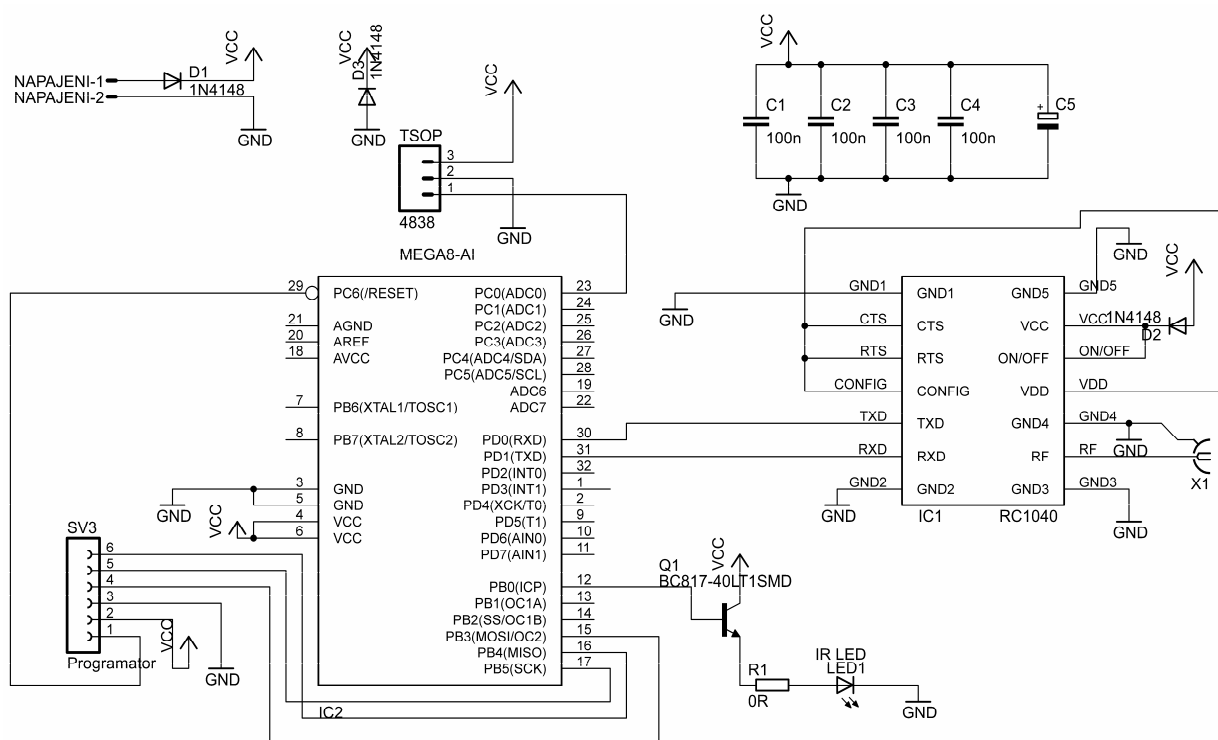 NAPAJENI-1
NAPAJENI-2
D1
1N4148
VCC
GND
VCC
D3
1N4148
GND
TSOP
3
2
1
4838
VCC
GND
VCC
C1
100n
C2
100n
C3
100n
C4
100n
+
C5
GND
MEGA8-AI
29 PC6(/RESET)
21 AGND
20 AREF
18 AVCC
7 PB6(XTAL1/TOSC1)
8 PB7(XTAL2/TOSC2)
3 GND
5 GND
4 VCC
6 VCC
GND
VCC
PC0(ADC0) 23
PC1(ADC1) 24
PC2(ADC2) 25
PC3(ADC3) 26
PC4(ADC4/SDA) 27
PC5(ADC5/SCL) 28
ADC6 19
ADC7 22
PD0(RXD) 30
PD1(TXD) 31
PD2(INT0) 32
PD3(INT1) 1
PD4(XCK/T0) 2
PD5(T1) 9
PD6(AIN0) 10
PD7(AIN1) 11
PB0(ICP) 12
PB1(OC1A) 13
PB2(SS/OC1B) 14
PB3(MOSI/OC2) 15
PB4(MISO) 16
PB5(SCK) 17
IC2
SV3
6
5
4
3
2
1
Programator
VCC
GND
GND
GND1 GND1
CTS CTS
RTS RTS
CONFIG CONFIG
TXD TXD
RXD RXD
GND2 GND2
GND
GND5 GND5
VCC VCC
ON/OFF ON/OFF
VDD VDD
GND4 GND4
RF RF
GND3 GND3
IC1 RC1040
GND
VCC
1N4148
D2
GND
X1
GND
Q1
BC817-40LT1SMD
VCC
R1
0R
IR LED
LED1
GND